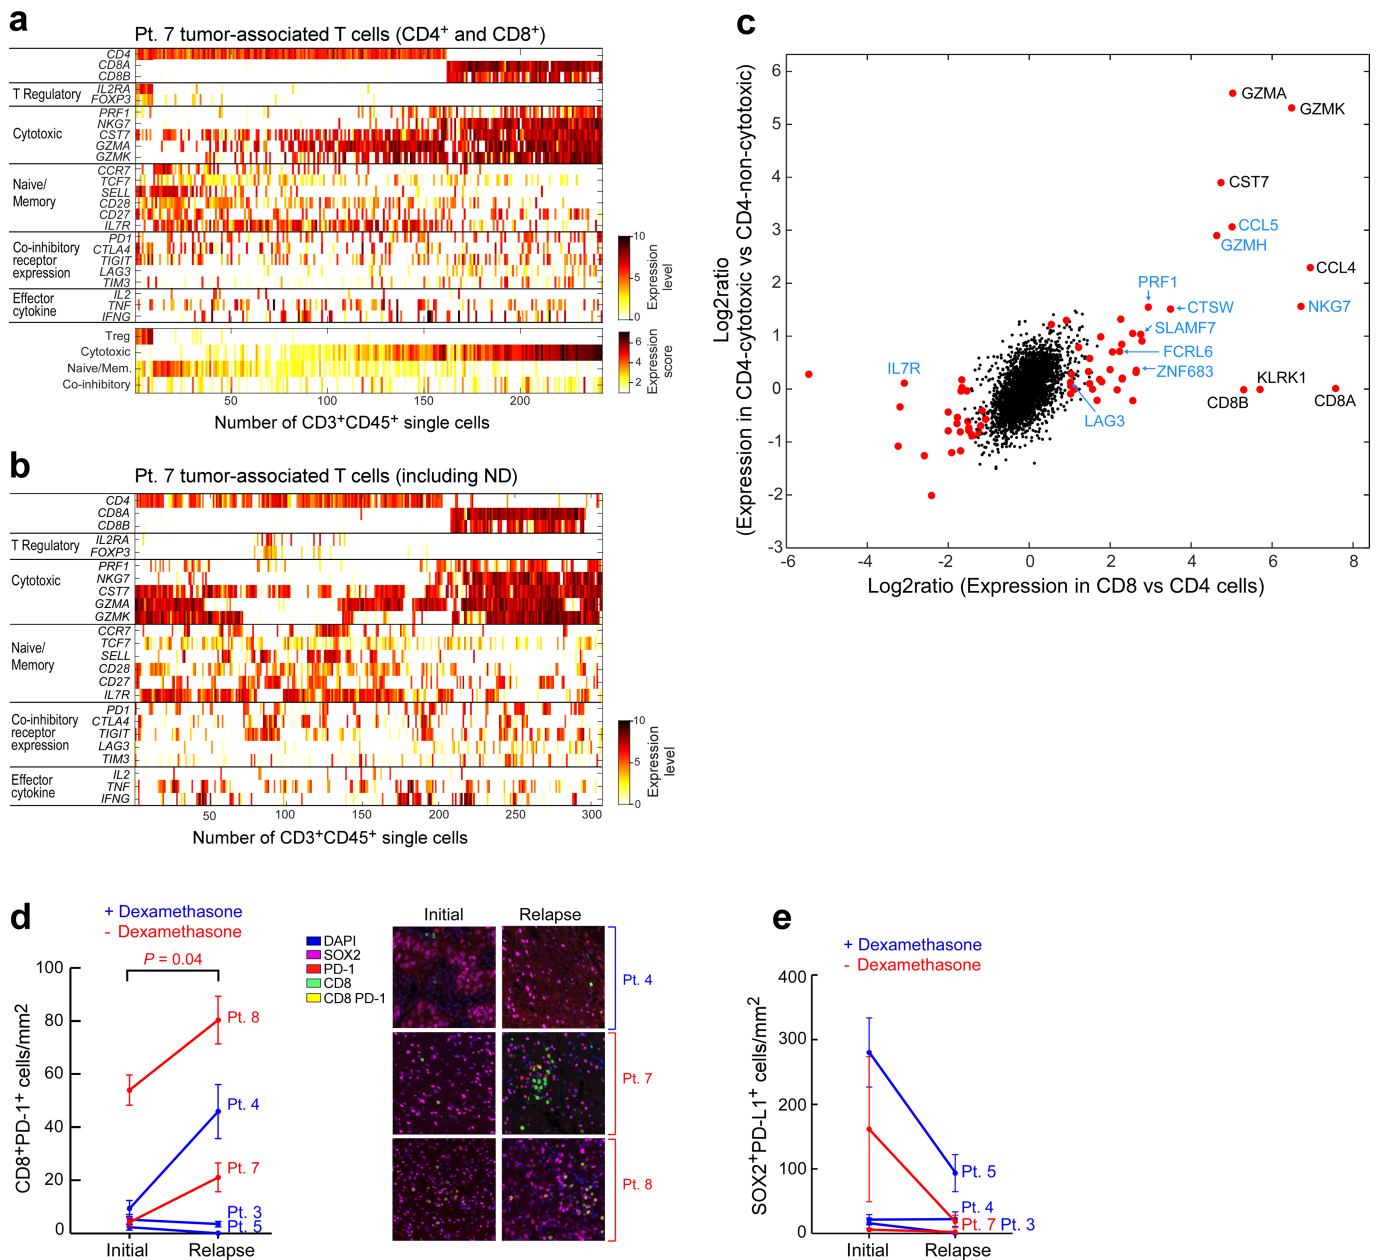 a
Pt. 7 tumor-associated T cells (CD4+ and CD8+)
CD4
CD8A
CD8B
T Regulatory
IL2RA
FOXP3
Cytotoxic
PRF1
NKG7
CST7
GZMA
GZMK
Naive/
Memory
CCR7
TCF7
SELL
CD28
CD27
IL7R
Co-inhibitory
receptor
expression
PD1
CTLA4
TIGIT
LAG3
TIM3
Effector
cytokine
IL2
TNF
IFNG
10
5
0
Expression
level
Treg
Cytotoxic
Naive/Mem.
Co-inhibitory
6
4
2
Expression
score
50
100
150
200
Number of CD3+CD45+ single cells
b
Pt. 7 tumor-associated T cells (including ND)
CD4
CD8A
CD8B
T Regulatory
IL2RA
FOXP3
Cytotoxic
PRF1
NKG7
CST7
GZMA
GZMK
Naive/
Memory
CCR7
TCF7
SELL
CD28
CD27
IL7R
Co-inhibitory
receptor
expression
PD1
CTLA4
TIGIT
LAG3
TIM3
Effector
cytokine
IL2
TNF
IFNG
10
5
0
Expression
level
50
100
150
200
250
300
Number of CD3+CD45+ single cells
c
Log2ratio
(Expression in CD4-cytotoxic vs CD4-non-cytotoxic)
6
5
4
3
2
1
0
-1
-2
-3
GZMA
GZMK
CST7
CCL5
GZMH
CCL4
PRF1
CTSW
NKG7
SLAMF7
FCRL6
ZNF683
IL7R
KLRK1
CD8B
CD8A
LAG3
-6
-4
-2
0
2
4
6
8
Log2ratio (Expression in CD8 vs CD4 cells)
d
+ Dexamethasone
- Dexamethasone
P = 0.04
CD8+PD-1+ cells/mm2
100
80
60
40
20
0
Pt. 8
Pt. 4
Pt. 7
Pt. 3
Pt. 5
Initial
Relapse
DAPI
SOX2
PD-1
CD8
CD8 PD-1
Initial
Relapse
Pt. 4
Pt. 7
Pt. 8
e
+ Dexamethasone
- Dexamethasone
SOX2+PD-L1+ cells/mm2
400
300
200
100
0
Pt. 5
Pt. 4
Pt. 7 Pt. 3
Initial
Relapse